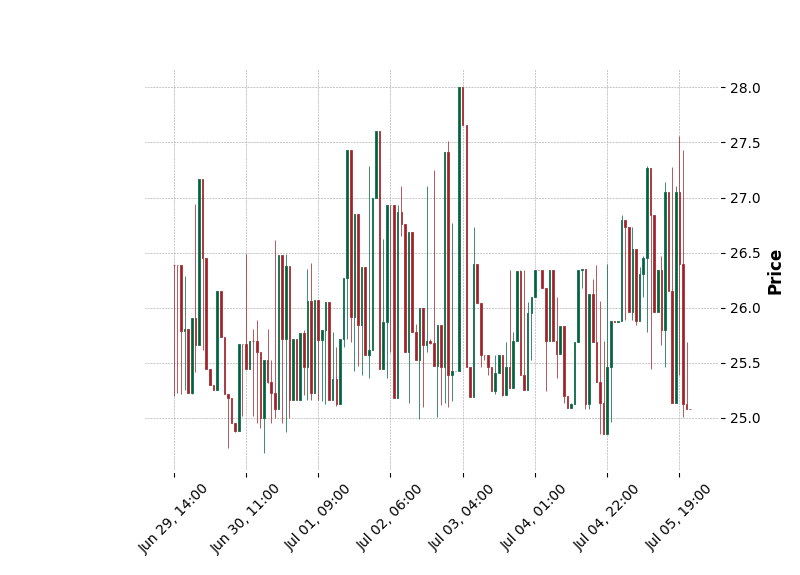 28.0
27.5
27.0
26.5
26.0
25.5
25.0
Price
Jun 29, 14:00
Jun 30, 11:00
Jul 01, 09:00
Jul 02, 06:00
Jul 03, 04:00
Jul 04, 01:00
Jul 04, 22:00
Jul 05, 19:00